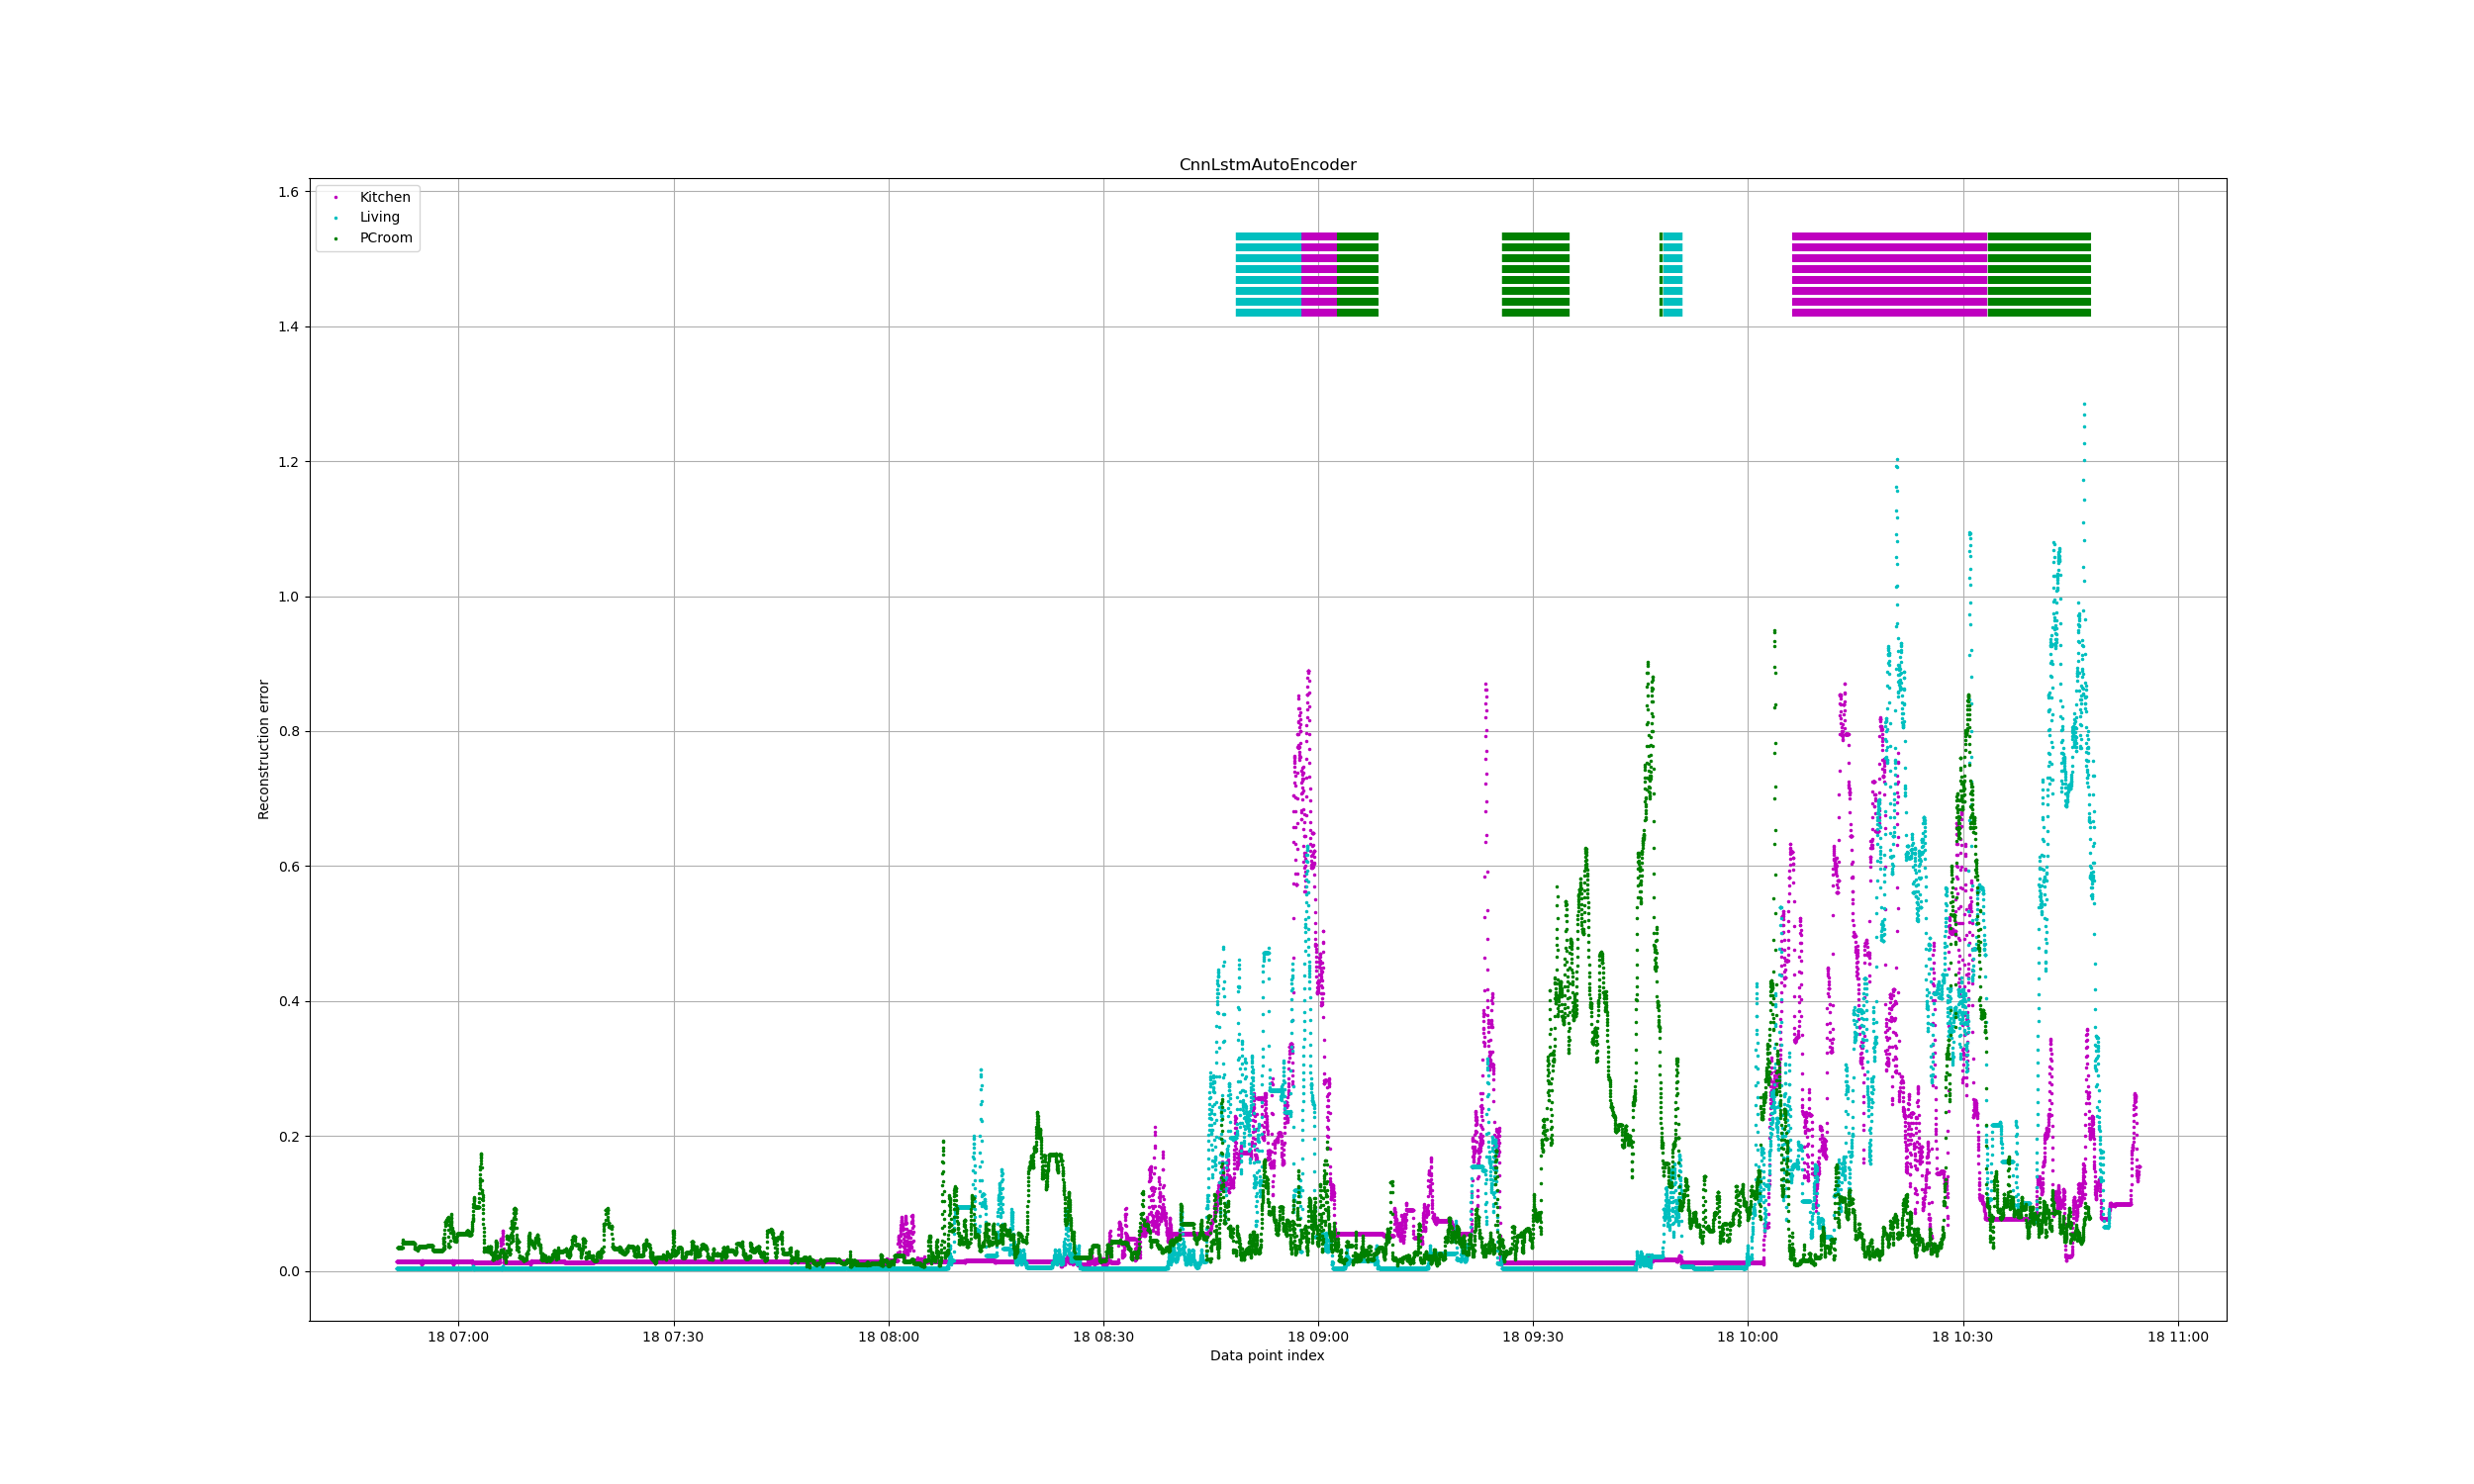 CnnLstmAutoEncoder
Kitchen
Living
PCroom
1.6
1.4
1.2
1.0
0.8
0.6
0.4
0.2
0.0
Reconstruction error
18 07:00 18 07:30 18 08:00 18 08:30 18 09:00 18 09:30 18 10:00 18 10:30 18 11:00
Data point index